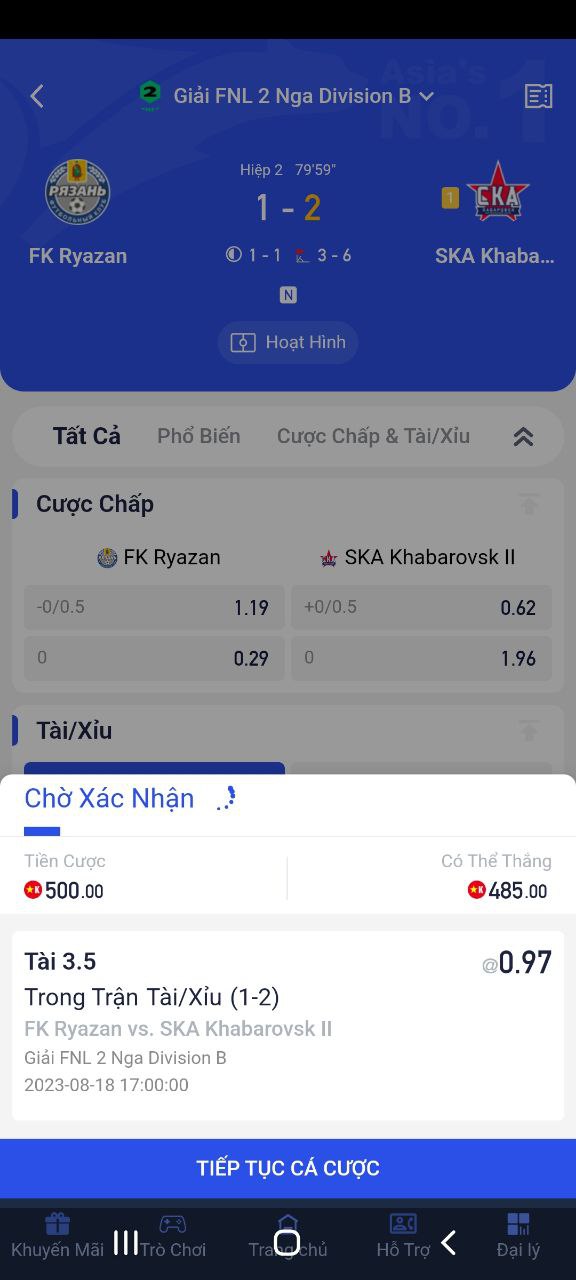 Asia's
NO.1
2 Giải FNL 2 Nga Division B
Hiệp 2 79'59"
РЯЗАНЬ
1 - 2
1
СКА
FK Ryazan
1 - 1 3 - 6
SKA Khaba...
N
Hoạt Hình
Tất Cả Phổ Biến Cược Chấp & Tài/Xỉu
Cược Chấp
FK Ryazan SKA Khabarovsk II
-0/0.5 1.19 +0/0.5 0.62
0 0.29 0 1.96
Tài/Xỉu
Chờ Xác Nhận
Tiền Cược Có Thể Thắng
K 500.00 K 485.00
Tài 3.5 @0.97
Trong Trận Tài/Xỉu (1-2)
FK Ryazan vs. SKA Khabarovsk II
Giải FNL 2 Nga Division B
2023-08-18 17:00:00
TIẾP TỤC CÁ CƯỢC
Khuyến Mãi Trò Chơi Trang chủ Hỗ Trợ Đại lý